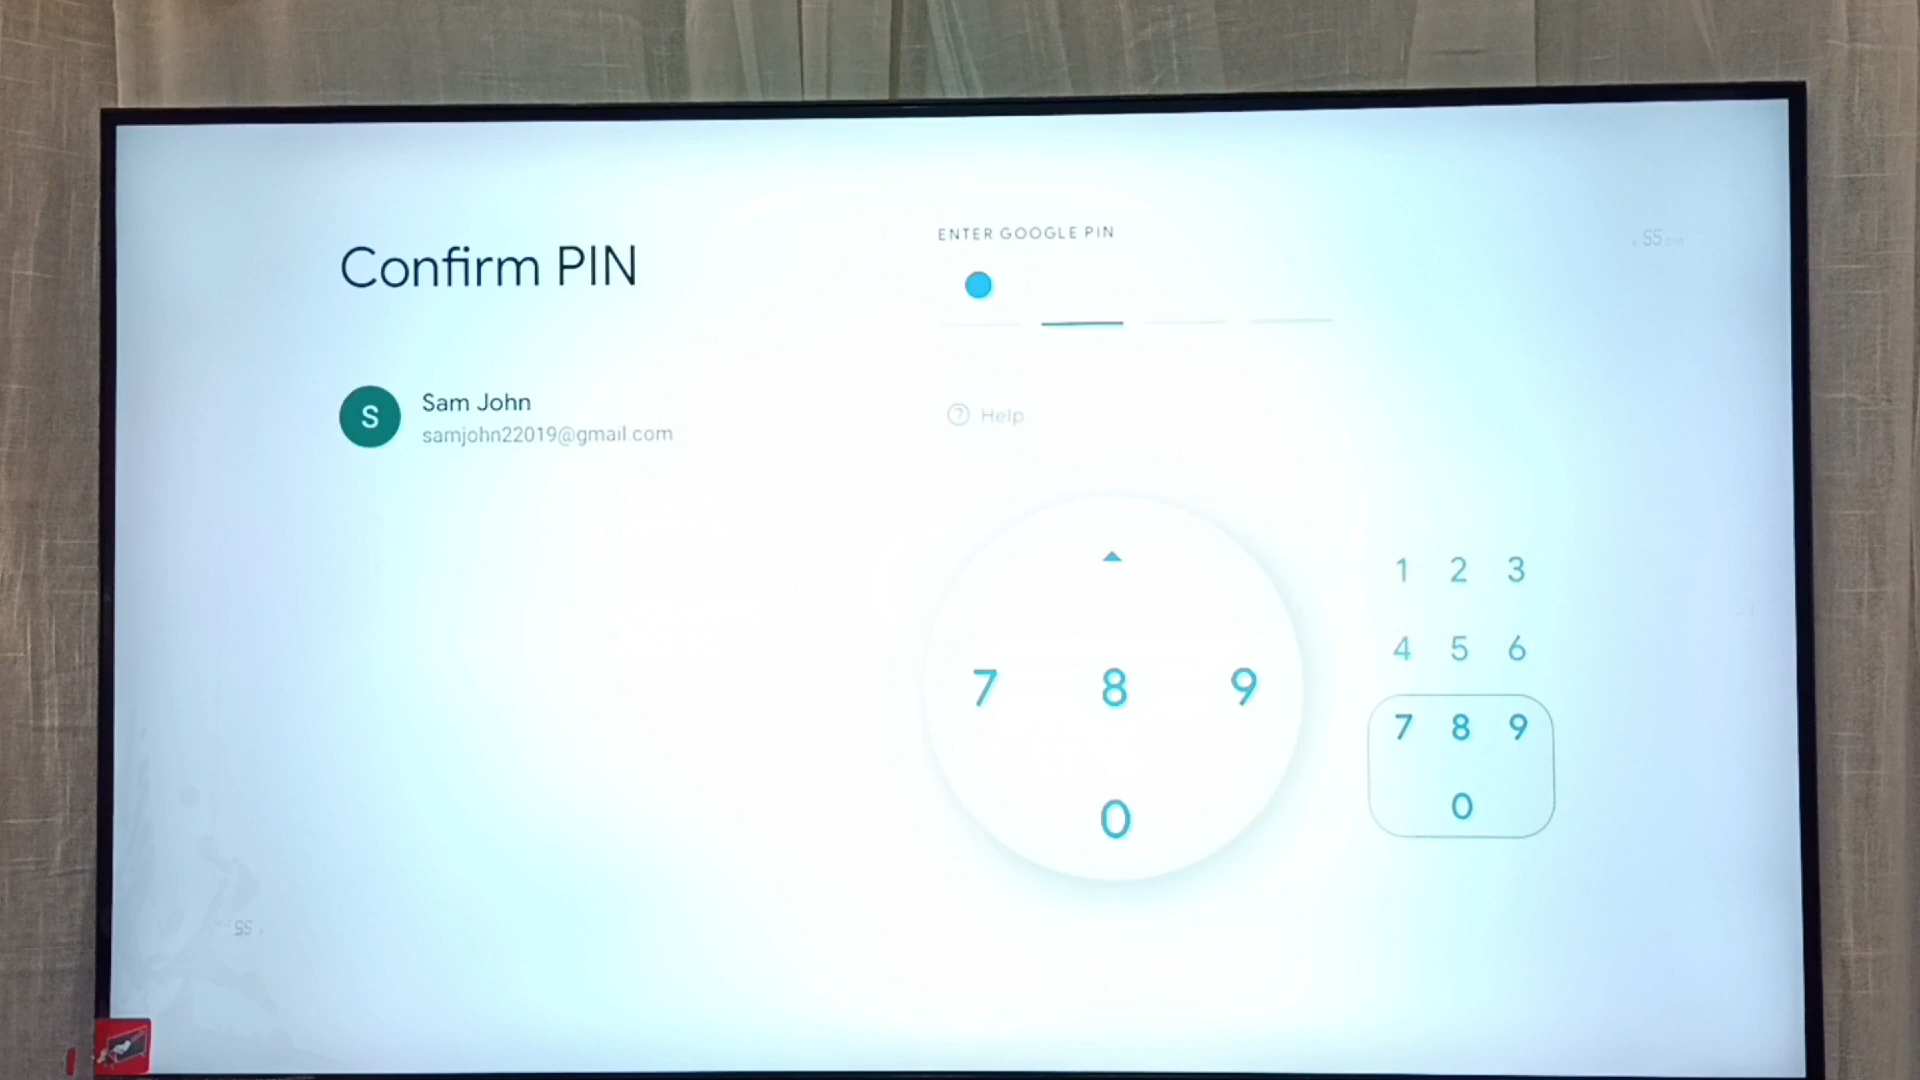 Confirm PIN
S
Sam John
samjohn22019@gmail.com
ENTER GOOGLE PIN
? Help
7 8 9
0
1 2 3
4 5 6
7 8 9
0